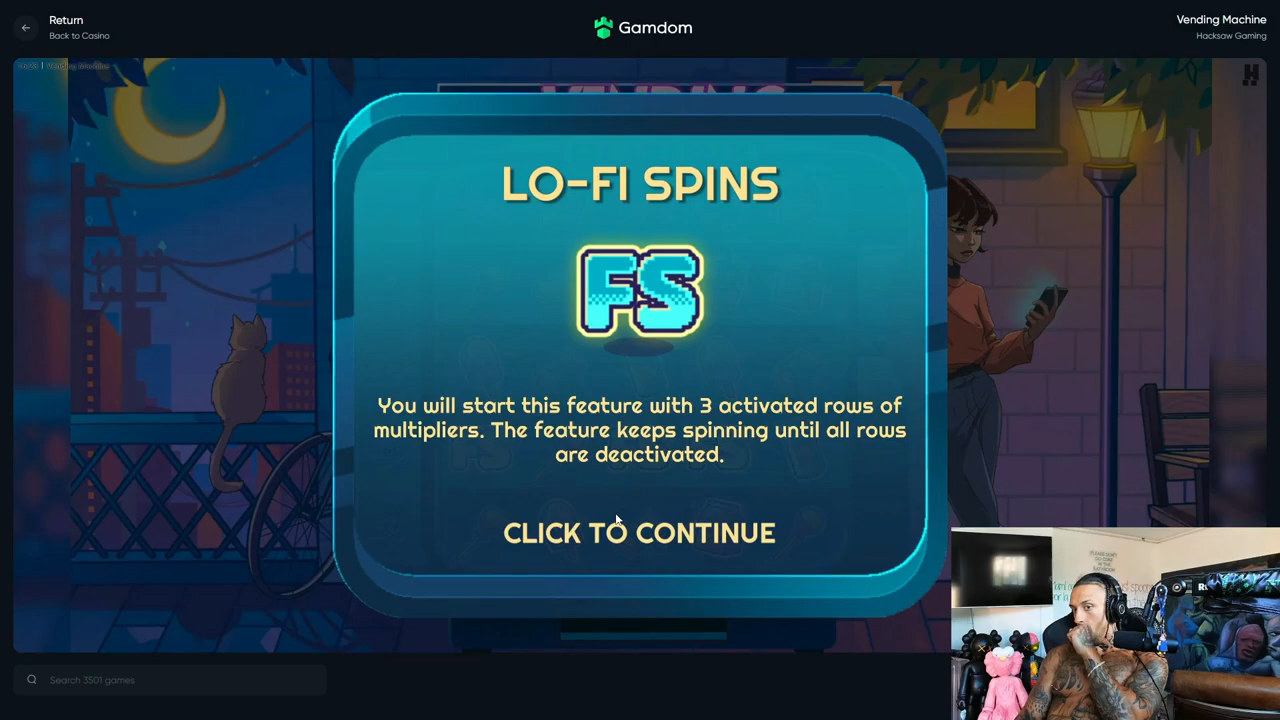 Return
Back to Casino
Gamdom
Vending Machine
Hacksaw Gaming
VENDING
LO-FI SPINS
FS
You will start this feature with 3 activated rows of
multipliers. The feature keeps spinning until all rows
are deactivated.
CLICK TO CONTINUE
Search 3501 games